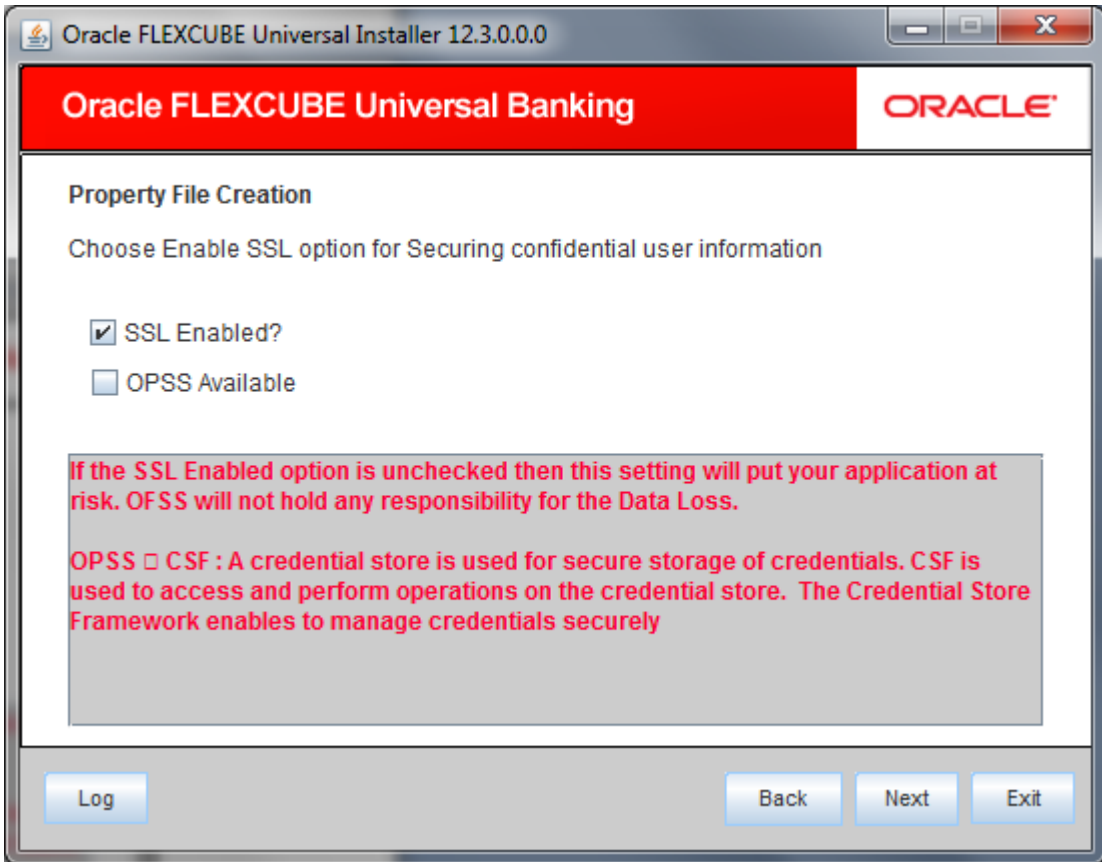 Oracle FLEXCUBE Universal Installer 12.3.0.0.0
Oracle FLEXCUBE Universal Banking
ORACLE
Property File Creation
Choose Enable SSL option for Securing confidential user information
SSL Enabled?
OPSS Available
If the SSL Enabled option is unchecked then this setting will put your application at
risk. OFSS will not hold any responsibility for the Data Loss.
OPSS □ CSF : A credential store is used for secure storage of credentials. CSF is
used to access and perform operations on the credential store.  The Credential Store
Framework enables to manage credentials securely
Log
Back
Next
Exit